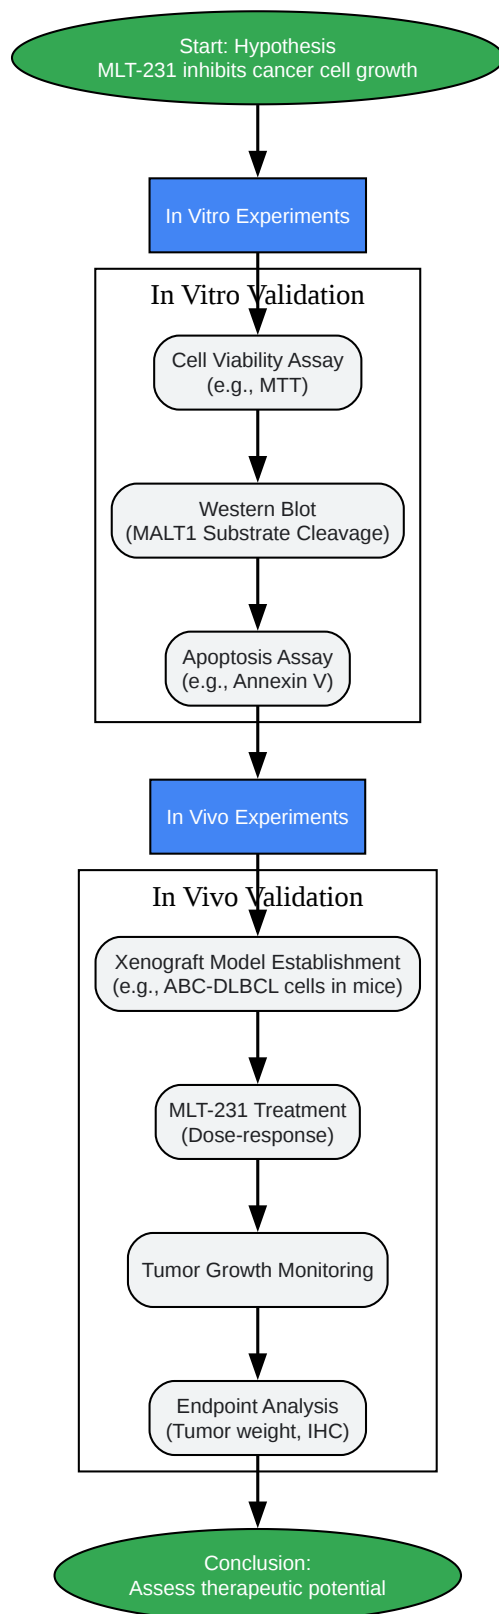 Start: Hypothesis
MLT-231 inhibits cancer cell growth
In Vitro Experiments
In Vitro Validation
Cell Viability Assay
(e.g., MTT)
Western Blot
(MALT1 Substrate Cleavage)
Apoptosis Assay
(e.g., Annexin V)
In Vivo Experiments
In Vivo Validation
Xenograft Model Establishment
(e.g., ABC-DLBCL cells in mice)
MLT-231 Treatment
(Dose-response)
Tumor Growth Monitoring
Endpoint Analysis
(Tumor weight, IHC)
Conclusion:
Assess therapeutic potential